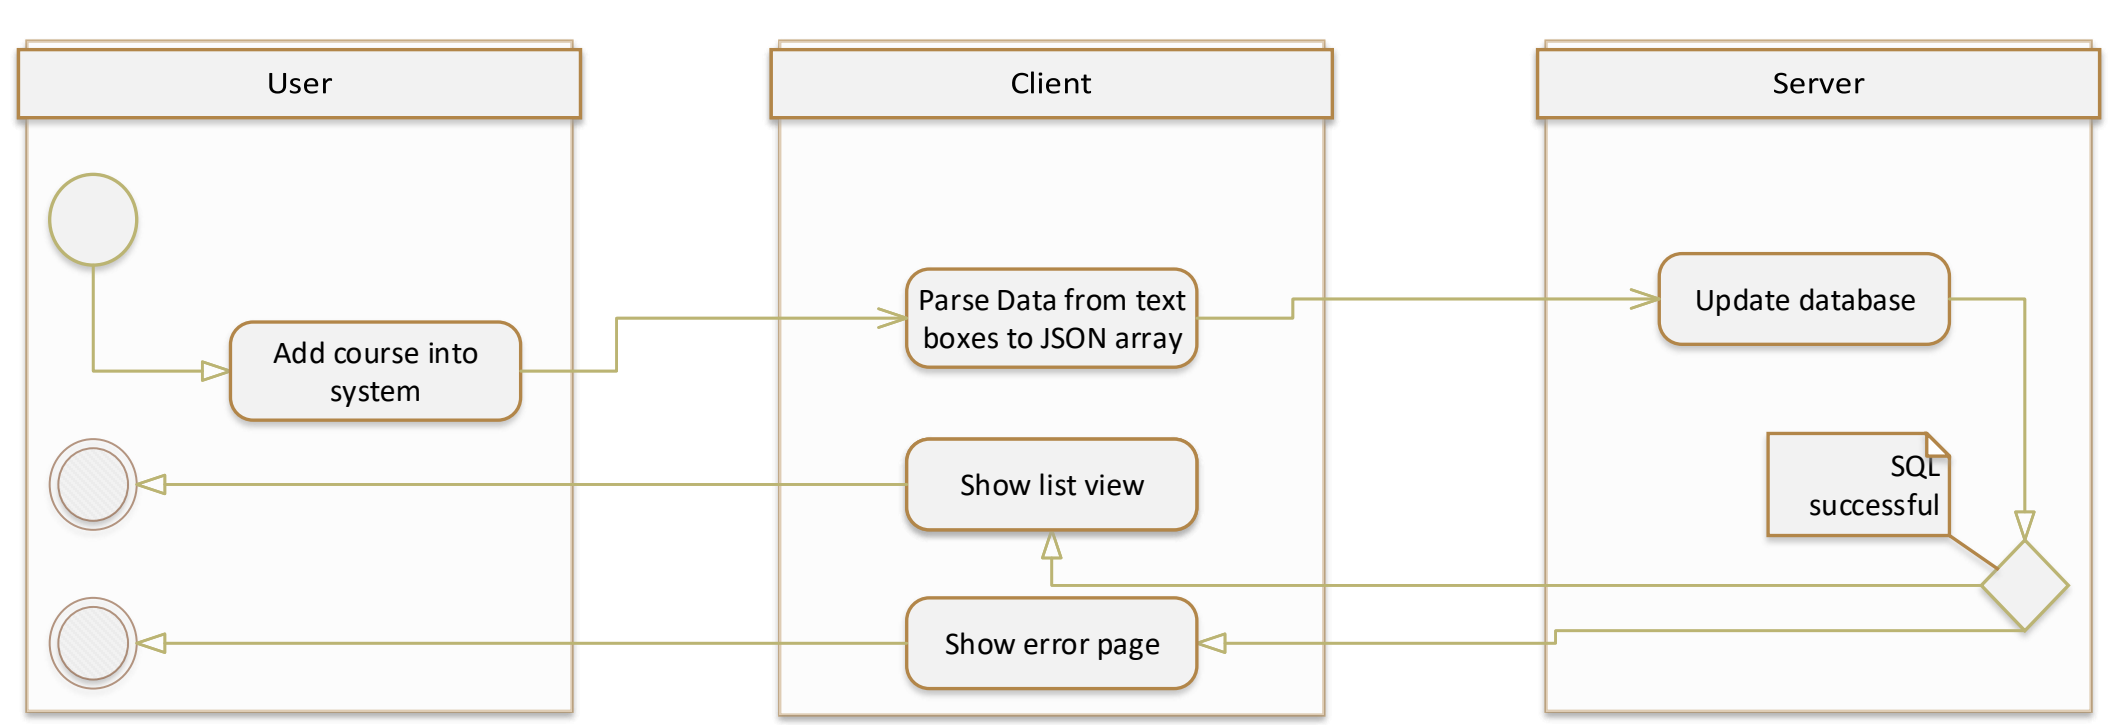 User
Client
Server
Add course into
system
Parse Data from text
boxes to JSON array
Update database
SQL
successful
Show list view
Show error page